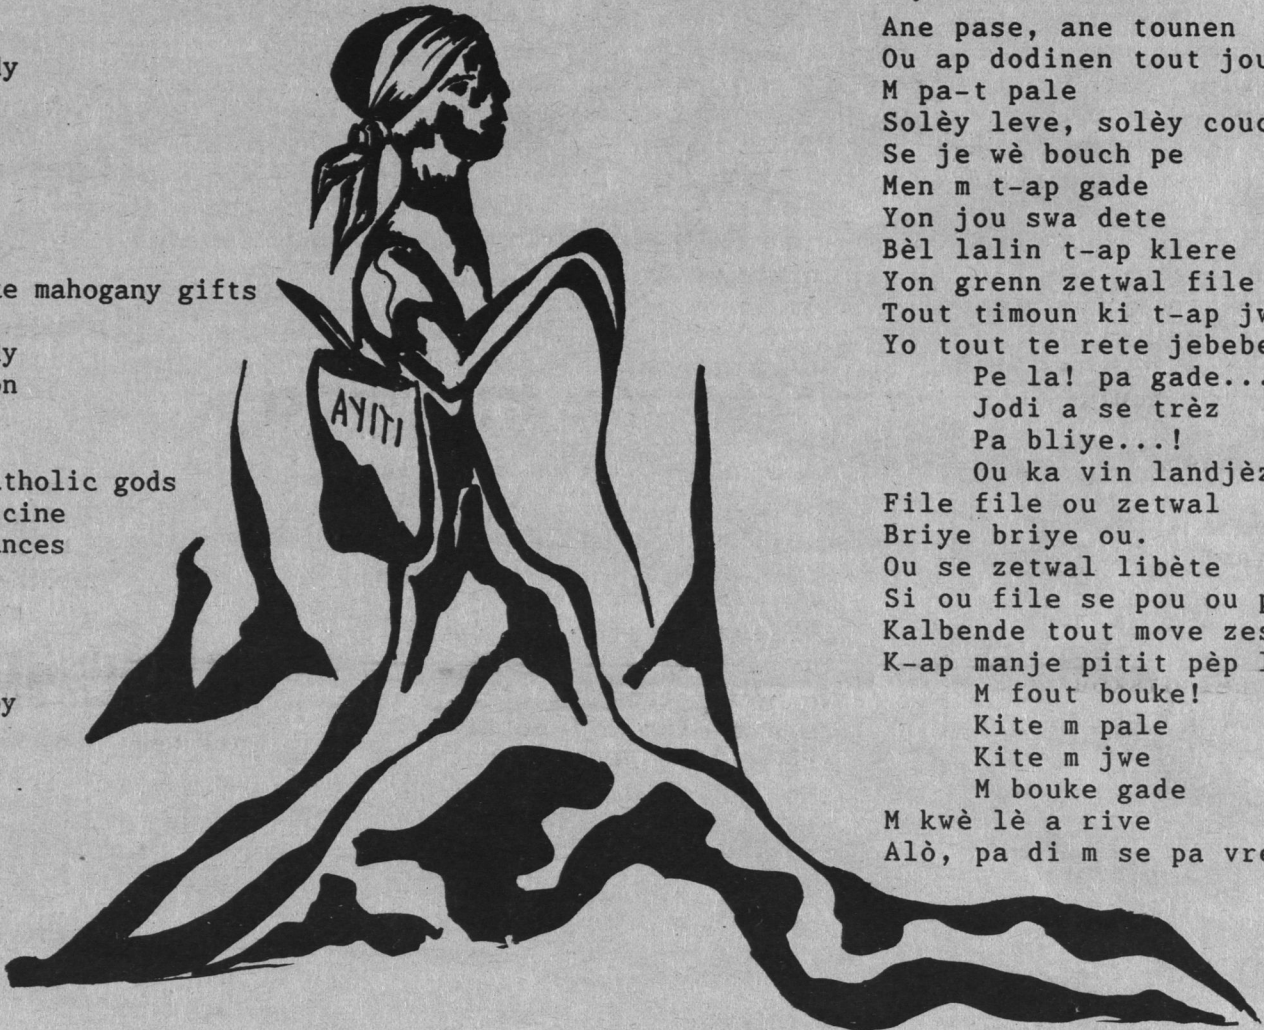 ke mahogany gifts
on
atholic gods
cine
ances
AYITI
Ane pase, ane tounen
Ou ap dodinen tout jou
M pa-t pale
Solèy leve, solèy couc
Se je wè bouch pe
Men m t-ap gade
Yon jou swa dete
Bèl lalin t-ap klere
Yon grenn zetwal file
Tout timoun ki t-ap jw
Yo tout te rete jebebe
Pe la! pa gade...
Jodi a se trèz
Pa bliye...!
Ou ka vin landjèz
File file ou zetwal
Briye briye ou.
Ou se zetwal libète
Si ou file se pou ou p
Kalbende tout move zes
K-ap manje pitit pèp l
M fout bouke!
Kite m pale
Kite m jwe
M bouke gade
M kwè lè a rive
Alò, pa di m se pa vre